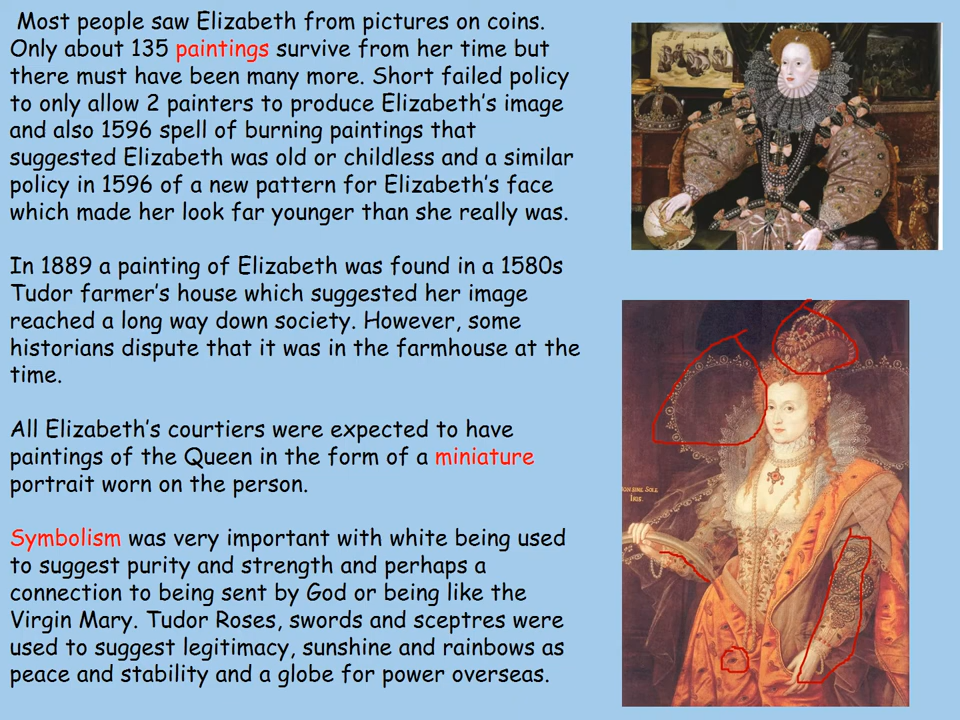 Most people saw Elizabeth from pictures on coins.
Only about 135 paintings survive from her time but
there must have been many more. Short failed policy
to only allow 2 painters to produce Elizabeth's image
and also 1596 spell of burning paintings that
suggested Elizabeth was old or childless and a similar
policy in 1596 of a new pattern for Elizabeth's face
which made her look far younger than she really was.
In 1889 a painting of Elizabeth was found in a 1580s
Tudor farmer's house which suggested her image
reached a long way down society. However, some
historians dispute that it was in the farmhouse at the
time.
All Elizabeth's courtiers were expected to have
paintings of the Queen in the form of a miniature
portrait worn on the person.
Symbolism was very important with white being used
to suggest purity and strength and perhaps a
connection to being sent by God or being like the
Virgin Mary. Tudor Roses, swords and sceptres were
used to suggest legitimacy, sunshine and rainbows as
peace and stability and a globe for power overseas.
SINE SOLE
IRIS.